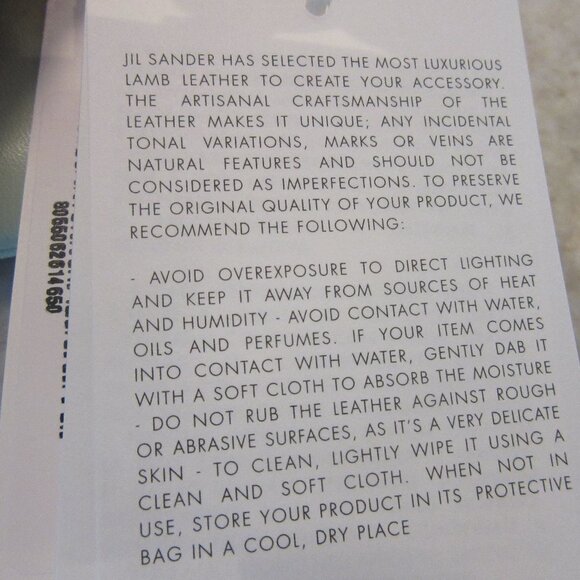 JIL SANDER HAS SELECTED THE MOST LUXURIOUS
LAMB LEATHER TO CREATE YOUR ACCESSORY.
THE ARTISANAL CRAFTSMANSHIP OF THE
LEATHER MAKES IT UNIQUE; ANY INCIDENTAL
TONAL VARIATIONS, MARKS OR VEINS ARE
NATURAL FEATURES AND SHOULD NOT BE
CONSIDERED AS IMPERFECTIONS. TO PRESERVE
THE ORIGINAL QUALITY OF YOUR PRODUCT, WE
RECOMMEND THE FOLLOWING:
- AVOID OVEREXPOSURE TO DIRECT LIGHTING
AND KEEP IT AWAY FROM SOURCES OF HEAT
AND HUMIDITY - AVOID CONTACT WITH WATER,
OILS AND PERFUMES. IF YOUR ITEM COMES
INTO CONTACT WITH WATER, GENTLY DAB IT
WITH A SOFT CLOTH TO ABSORB THE MOISTURE
- DO NOT RUB THE LEATHER AGAINST ROUGH
OR ABRASIVE SURFACES, AS IT'S A VERY DELICATE
SKIN - TO CLEAN, LIGHTLY WIPE IT USING A
CLEAN AND SOFT CLOTH. WHEN NOT IN
USE, STORE YOUR PRODUCT IN ITS PROTECTIVE
BAG IN A COOL, DRY PLACE